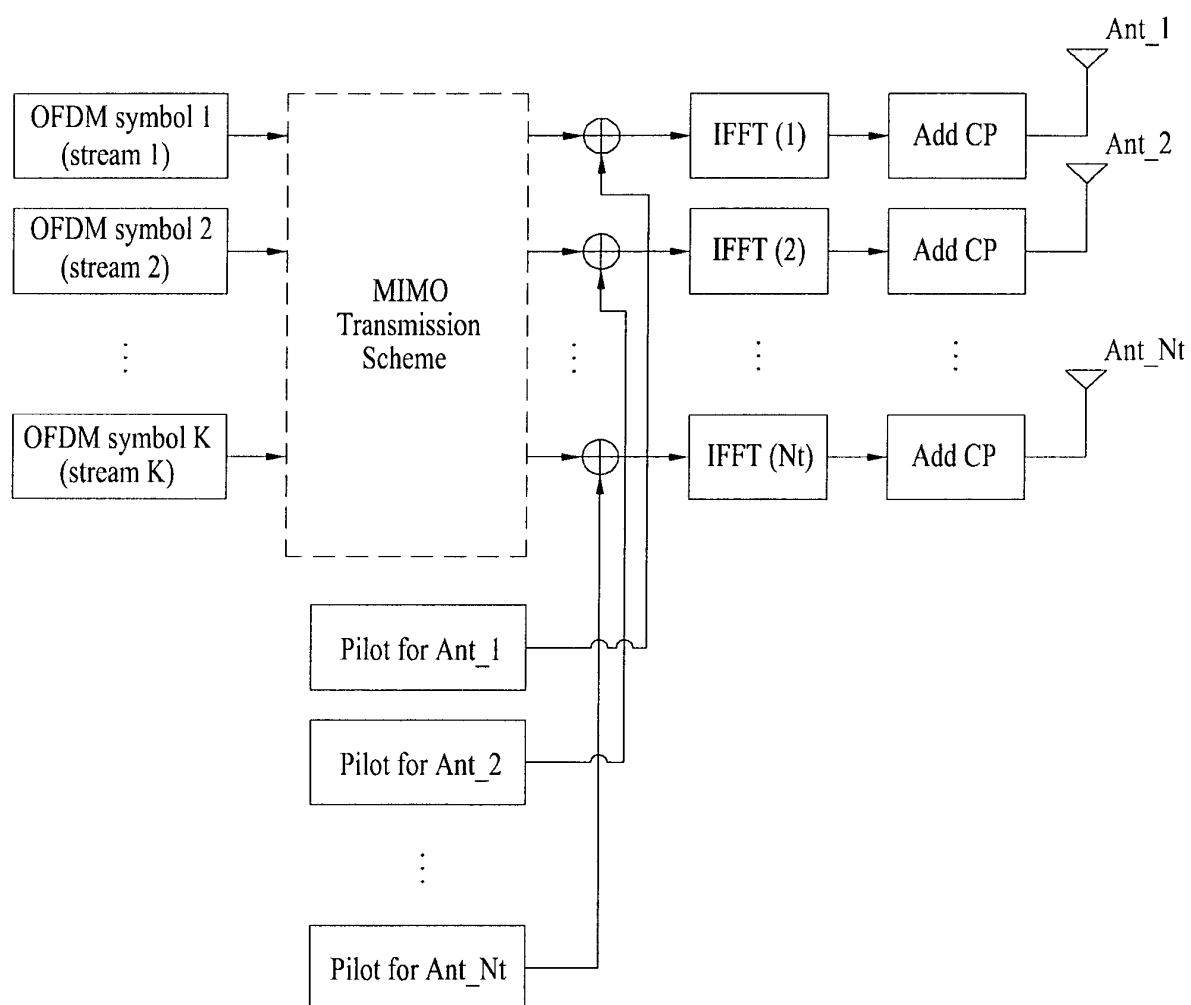 Ant_1
OFDM symbol 1
(stream 1)
IFFT (1)
Add CP
Ant_2
OFDM symbol 2
(stream 2)
IFFT (2)
Add CP
MIMO
Transmission
Scheme
Ant_Nt
OFDM symbol K
(stream K)
IFFT (Nt)
Add CP
Pilot for Ant_1
Pilot for Ant_2
Pilot for Ant_Nt